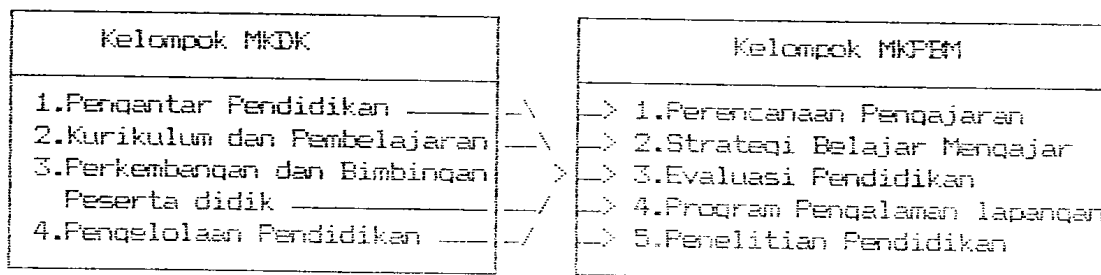 Kelompok MKDK
1.Pengantar Pendidikan
2.Kurikulum dan Pembelajaran
3.Perkembangan dan Bimbingan
Peserta didik
4.Pengelolaan Pendidikan
Kelompok MKPBM
1.Perencanaan Pengajaran
2.Strategi Belajar Mengajar
3.Evaluasi Pendidikan
4.Program Pengalaman lapangan
5.Penelitian Pendidikan